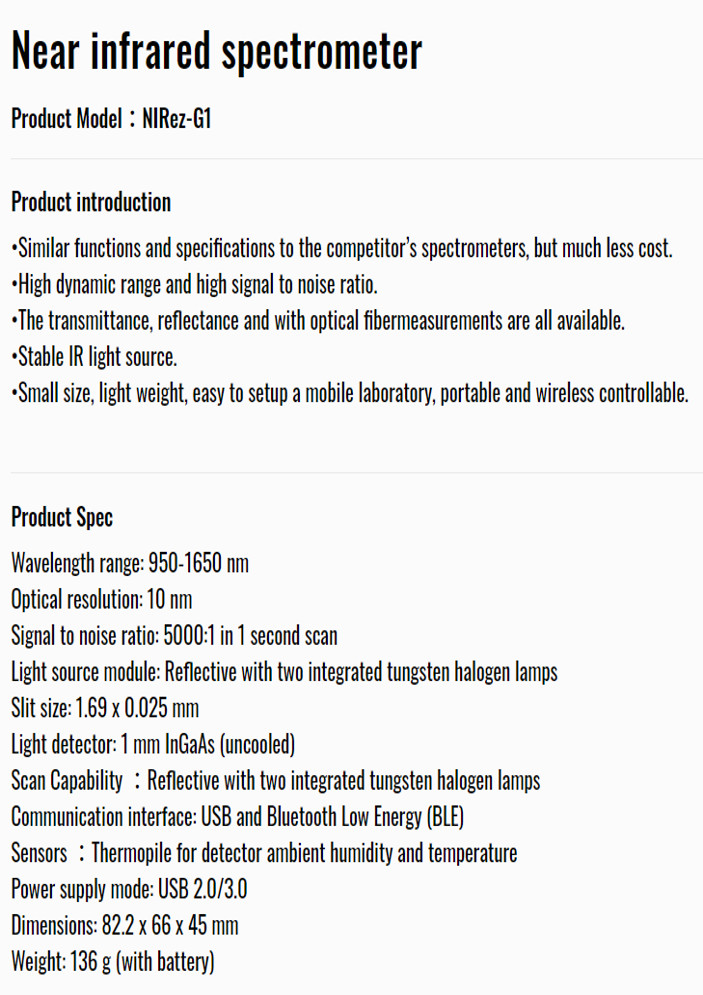 Near infrared spectrometer
Product Model：NIRez-G1
Product introduction
•Similar functions and specifications to the competitor’s spectrometers, but much less cost.
•High dynamic range and high signal to noise ratio.
•The transmittance, reflectance and with optical fibermeasurements are all available.
•Stable IR light source.
•Small size, light weight, easy to setup a mobile laboratory, portable and wireless controllable.
Product Spec
Wavelength range: 950-1650 nm
Optical resolution: 10 nm
Signal to noise ratio: 5000:1 in 1 second scan
Light source module: Reflective with two integrated tungsten halogen lamps
Slit size: 1.69 x 0.025 mm
Light detector: 1 mm InGaAs (uncooled)
Scan Capability ：Reflective with two integrated tungsten halogen lamps
Communication interface: USB and Bluetooth Low Energy (BLE)
Sensors ：Thermopile for detector ambient humidity and temperature
Power supply mode: USB 2.0/3.0
Dimensions: 82.2 x 66 x 45 mm
Weight: 136 g (with battery)